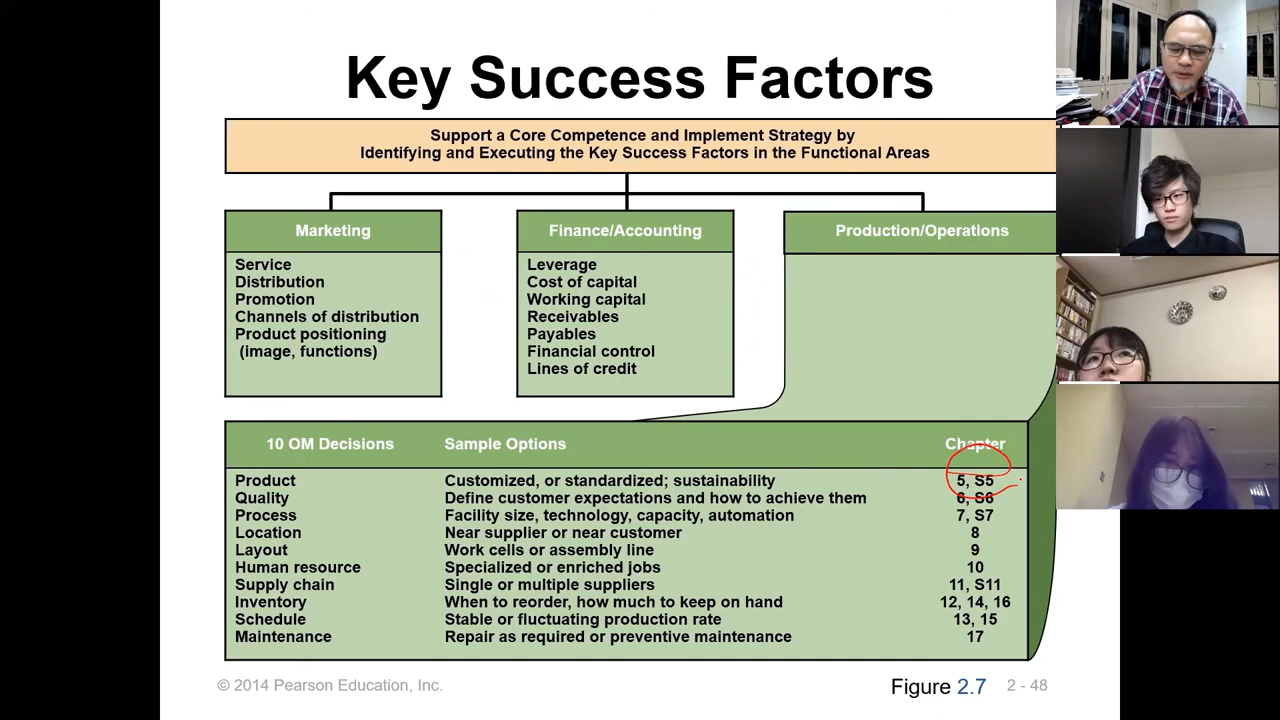 Key Success Factors
Support a Core Competence and Implement Strategy by
Identifying and Executing the Key Success Factors in the Functional Areas
Marketing
Service
Distribution
Promotion
Channels of distribution
Product positioning
(image, functions)
Finance/Accounting
Leverage
Cost of capital
Working capital
Receivables
Payables
Financial control
Lines of credit
Production/Operations
10 OM Decisions Sample Options Chapter
Product Customized, or standardized; sustainability 5, S5
Quality Define customer expectations and how to achieve them 6, S6
Process Facility size, technology, capacity, automation 7, S7
Location Near supplier or near customer 8
Layout Work cells or assembly line 9
Human resource Specialized or enriched jobs 10
Supply chain Single or multiple suppliers 11, S11
Inventory When to reorder, how much to keep on hand 12, 14, 16
Schedule Stable or fluctuating production rate 13, 15
Maintenance Repair as required or preventive maintenance 17
© 2014 Pearson Education, Inc. Figure 2.7 2 - 48